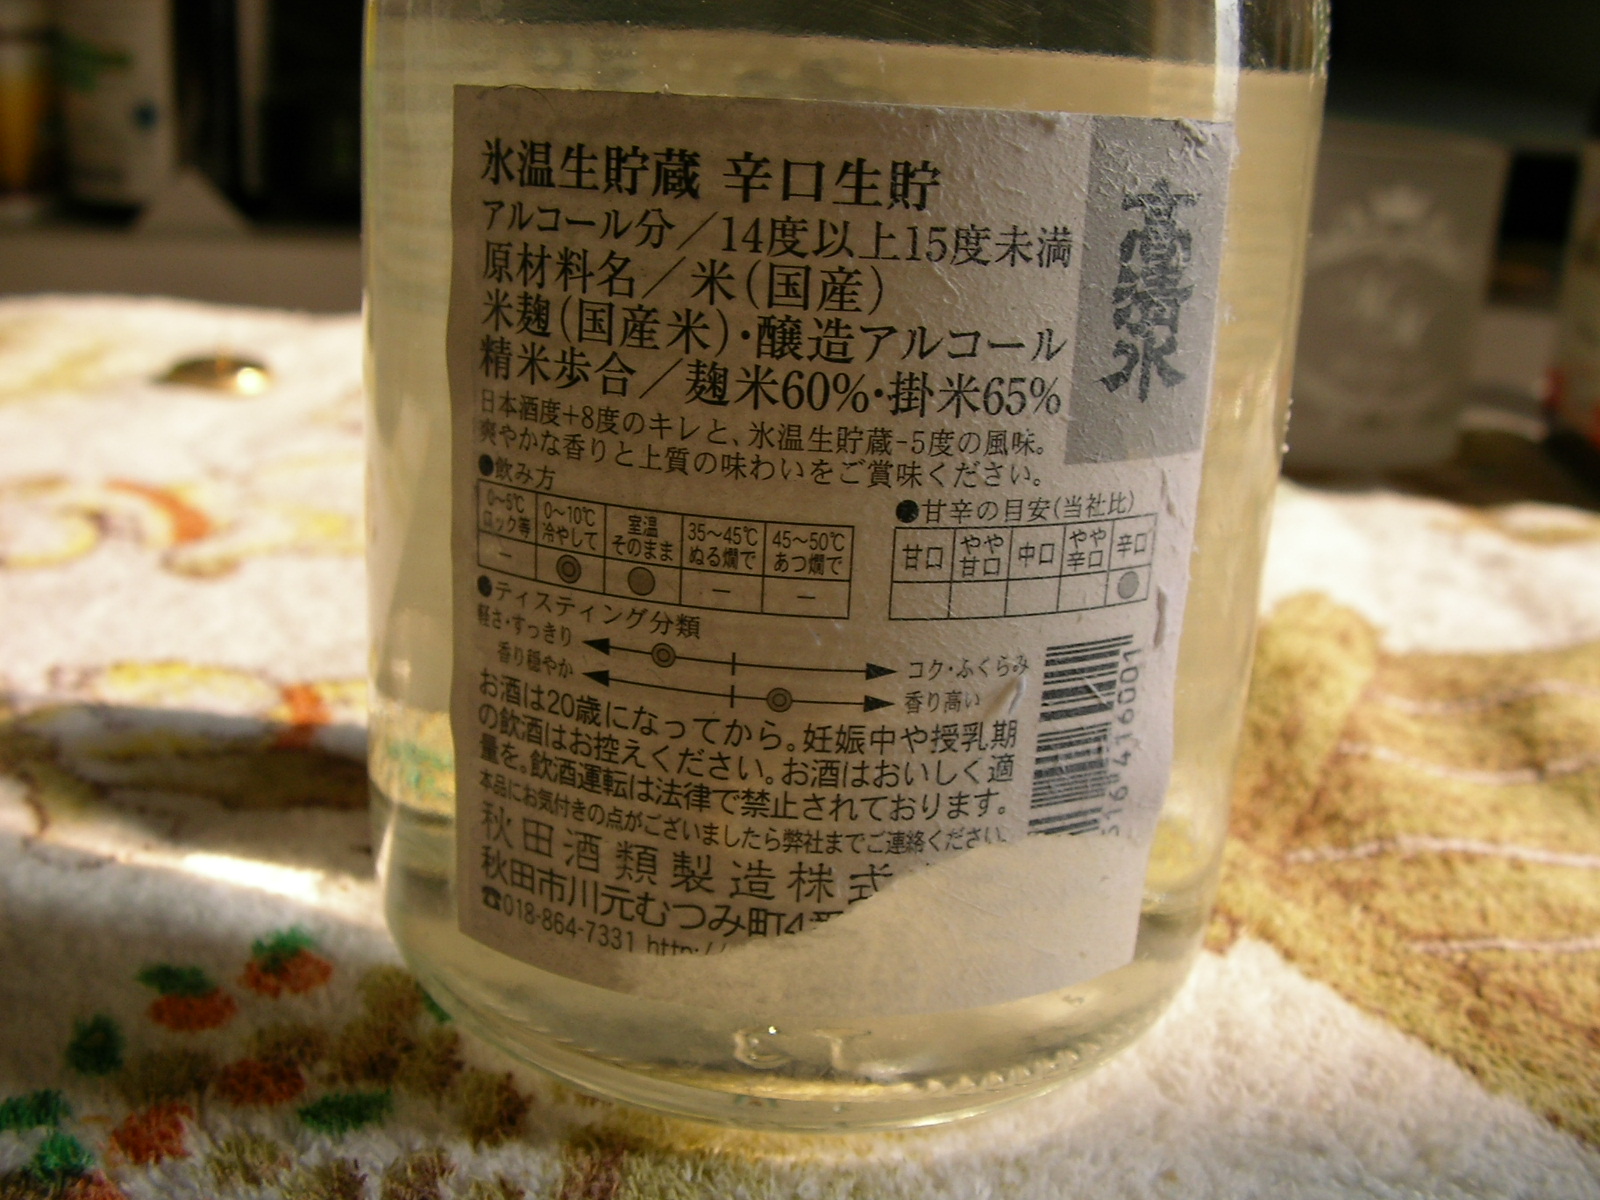 高清水
氷温生貯蔵 辛口生貯
アルコール分／14度以上15度未満
原材料名／米(国産)
米麹(国産米)・醸造アルコール
精米歩合／麹米60%・掛米65%
日本酒度+8度のキレと、氷温生貯蔵-5度の風味。
爽やかな香りと上質の味わいをご賞味ください。
●飲み方
0～5℃ ロック等 0～10℃ 冷やして 室温 そのまま 35～45℃ ぬる燗で 45～50℃ あつ燗で
－ ◎ ● － －
●甘辛の目安(当社比)
甘口 やや甘口 中口 やや辛口 辛口
●ティスティング分類
軽さ・すっきり コク・ふくらみ
香り穏やか 香り高い
お酒は20歳になってから。妊娠中や授乳期
の飲酒はお控えください。お酒はおいしく適
量を。飲酒運転は法律で禁止されております。
本品にお気付きの点がございましたら弊社までご連絡ください。
秋田酒類製造株式
秋田市川元むつみ町4番
☎018-864-7331 http://
516 416001